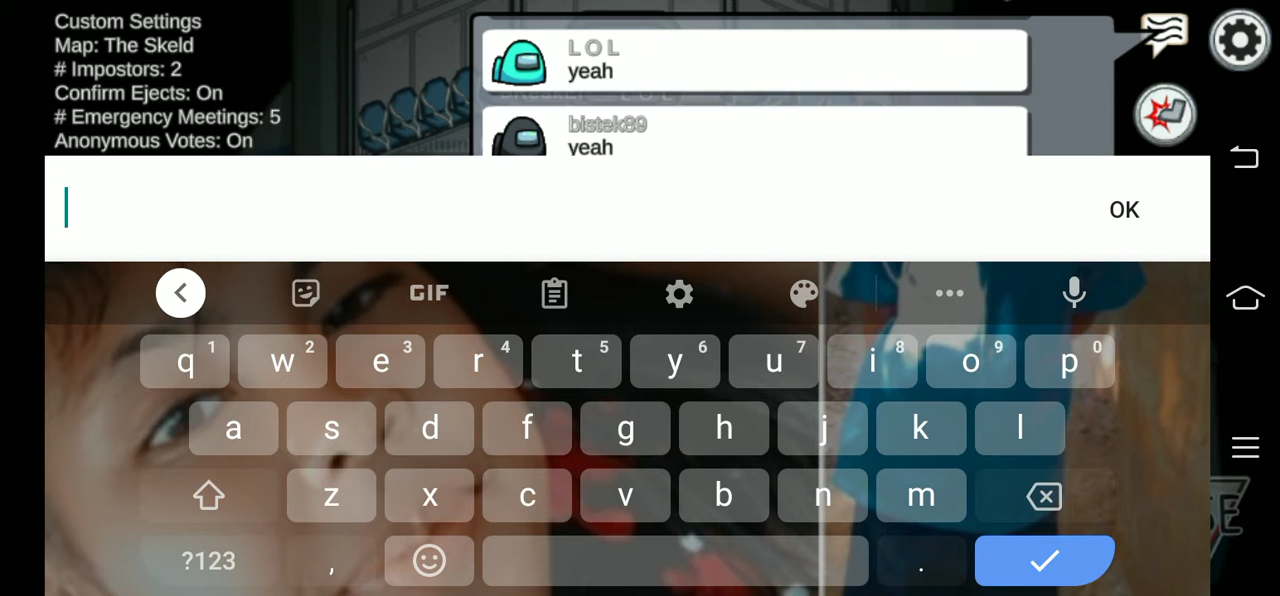 Custom Settings
Map: The Skeld
# Impostors: 2
Confirm Ejects: On
# Emergency Meetings: 5
Anonymous Votes: On
L O L
yeah
bistek89
yeah
OK
GIF
q 1 w 2 e 3 r 4 t 5 y 6 u 7 i 8 o 9 p 0
a s d f g h j k l
z x c v b n m
?123 , .